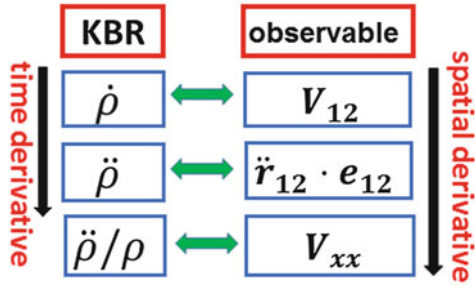 KBR observable
time derivative
spatial derivative
ρ̇ V₁₂
ρ̈ r̈₁₂ · e₁₂
ρ̈/ρ Vₓₓ